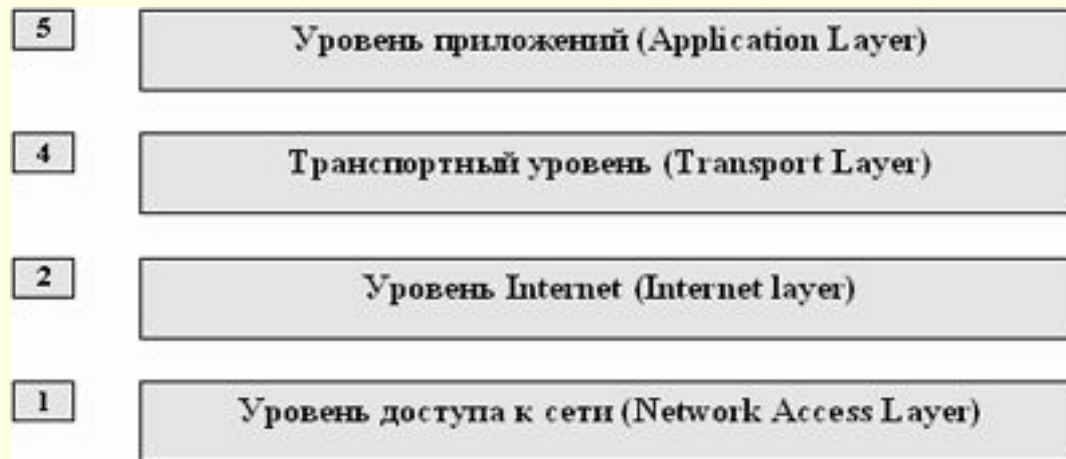 5 Уровень приложений (Application Layer)
4 Транспортный уровень (Transport Layer)
2 Уровень Internet (Internet layer)
1 Уровень доступа к сети (Network Access Layer)